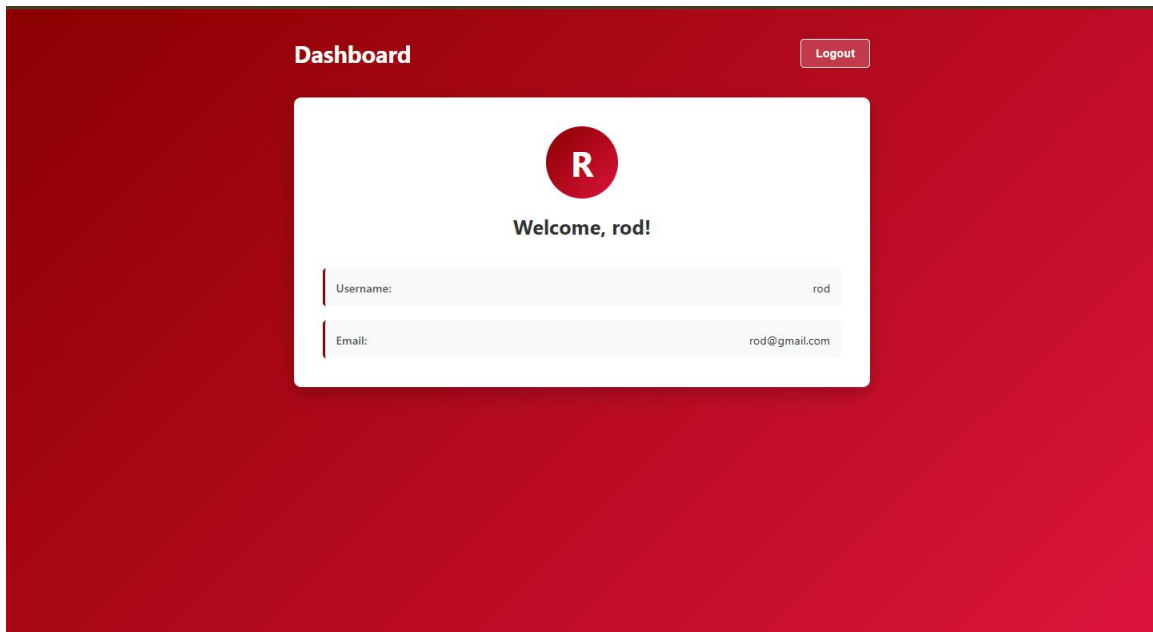 Dashboard
Logout
R
Welcome, rod!
Username: rod
Email: rod@gmail.com